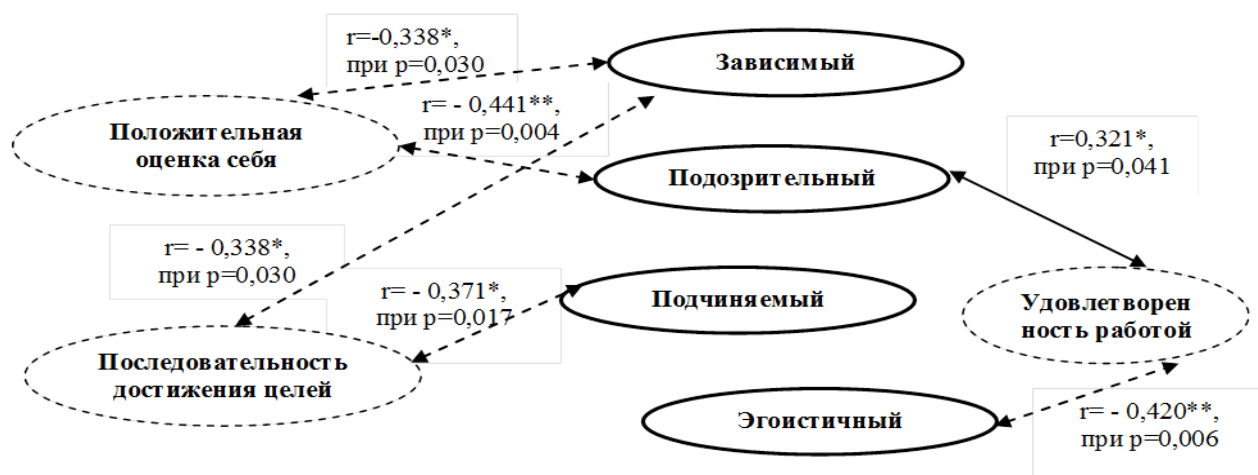 r=-0,338*,
при p=0,030
Зависимый
r= - 0,441**,
при p=0,004
Положительная
оценка себя
r=0,321*,
при p=0,041
Подозрительный
r= - 0,338*,
при p=0,030
r= - 0,371*,
при p=0,017
Подчиняемый
Удовлетворен
ность работой
Последовательность
достижения целей
Эгоистичный
r= - 0,420**,
при p=0,006